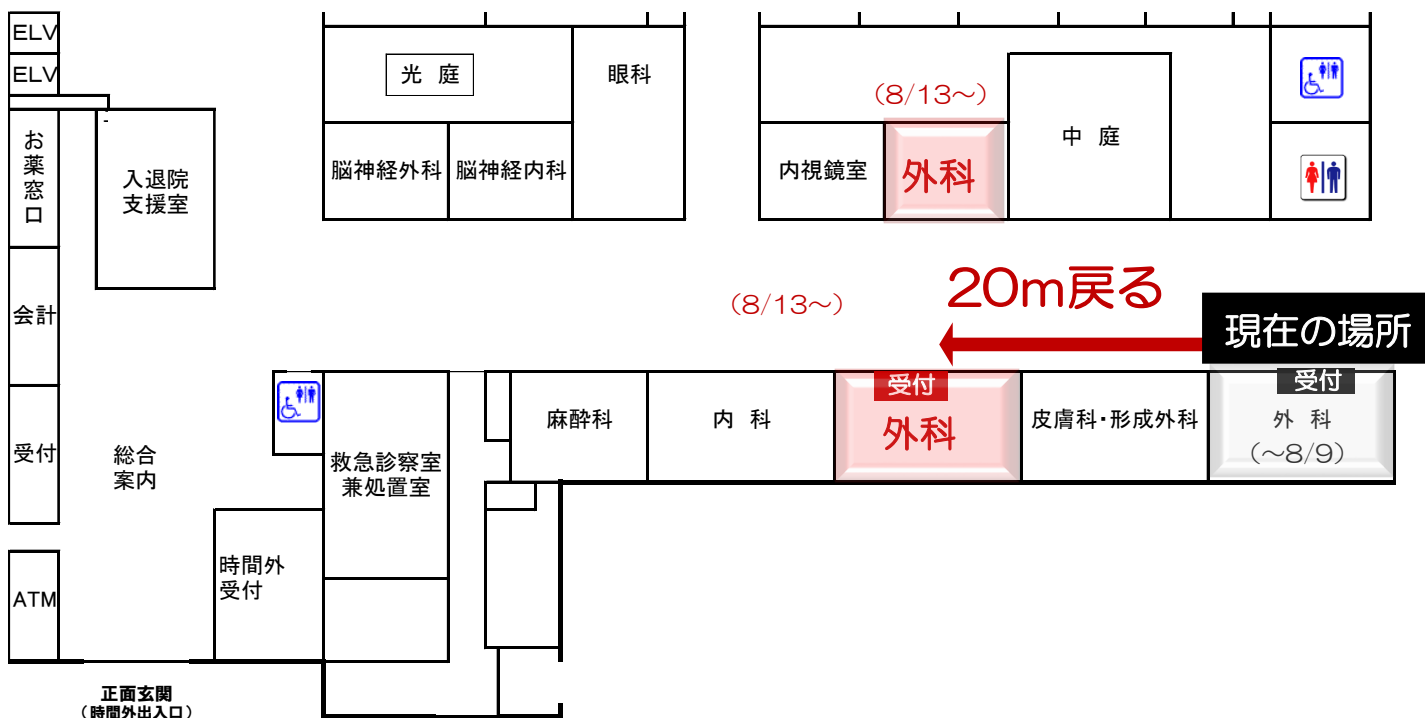 ELV
ELV
光 庭
眼科
(8/13～)
中 庭
お薬窓口
入退院
支援室
脳神経外科
脳神経内科
内視鏡室
外科
会計
(8/13～)
20m戻る
現在の場所
受付
総合
案内
救急診察室
兼処置室
麻酔科
内 科
受付
外科
皮膚科・形成外科
受付
外 科
(～8/9)
時間外
受付
ATM
正面玄関
(時間外出入口)